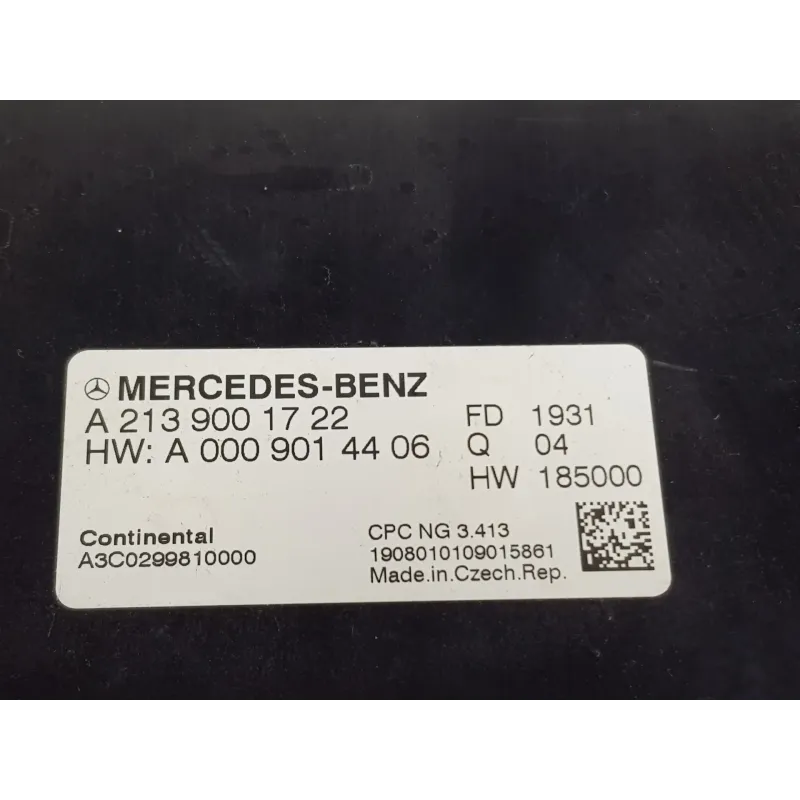 MERCEDES-BENZ
A 213 900 17 22 FD 1931
HW: A 000 901 44 06 Q 04
HW 185000
Continental CPC NG 3.413
A3C0299810000 1908010109015861
Made.in.Czech.Rep.